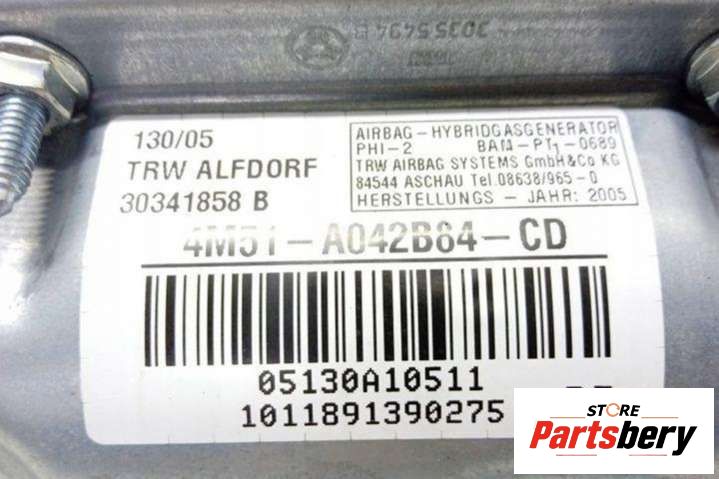 30355494 B
130/05
TRW ALFDORF
30341858 B
AIRBAG-HYBRIDGASGENERATOR
PHI-2 BAM-PT1-0689
TRW AIRBAG SYSTEMS GmbH&Co KG
84544 ASCHAU Tel.08638/965-0
HERSTELLUNGS - JAHR: 2005
4M51-A042B84-CD
05130A10511
1011891390275
STORE
Partsbery